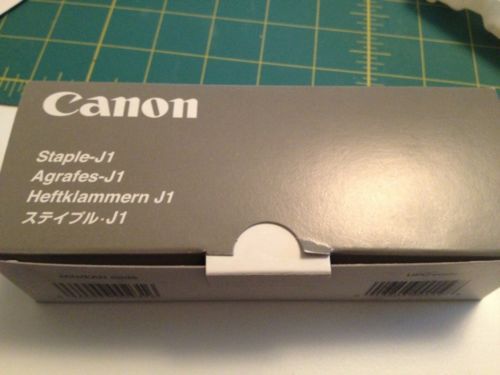 Canon
Staple-J1
Agrafes-J1
Heftklammern J1
ステイプル・J1